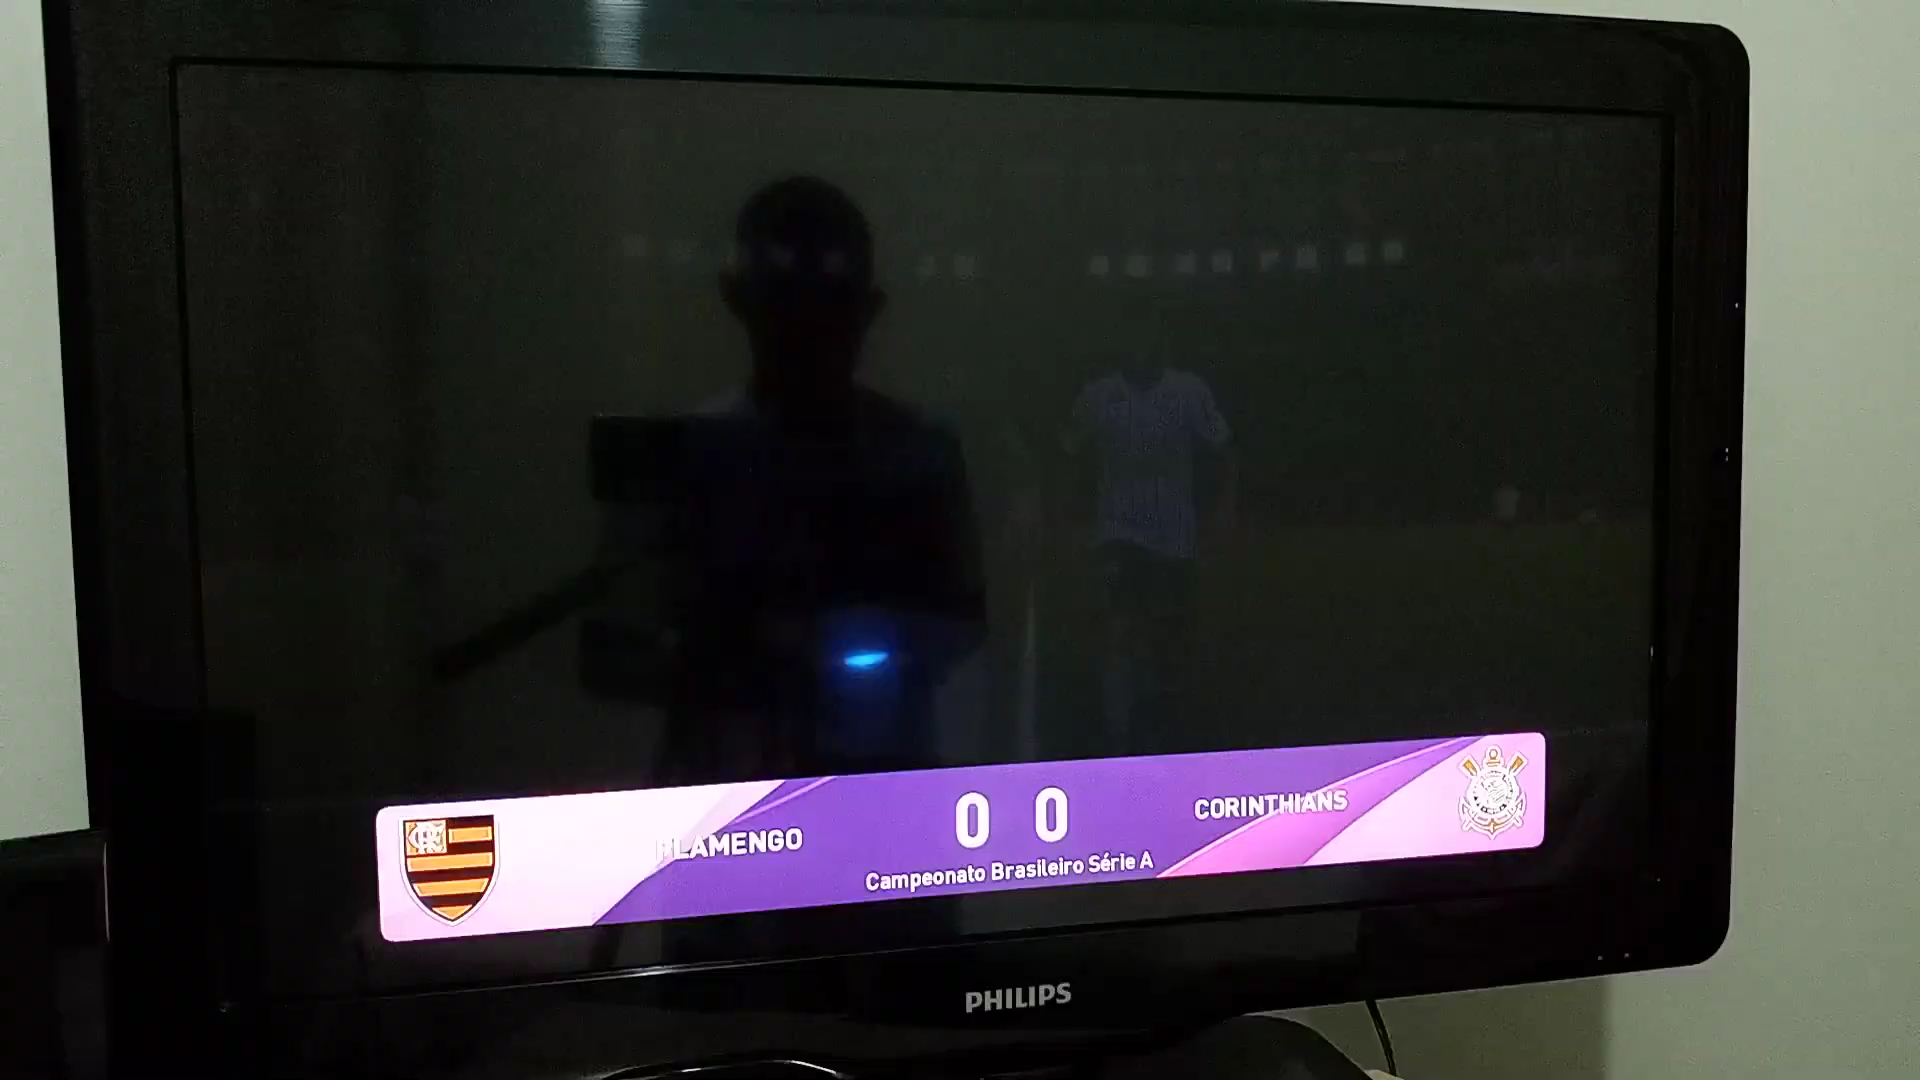 FLAMENGO 0 0 CORINTHIANS
Campeonato Brasileiro Série A
PHILIPS